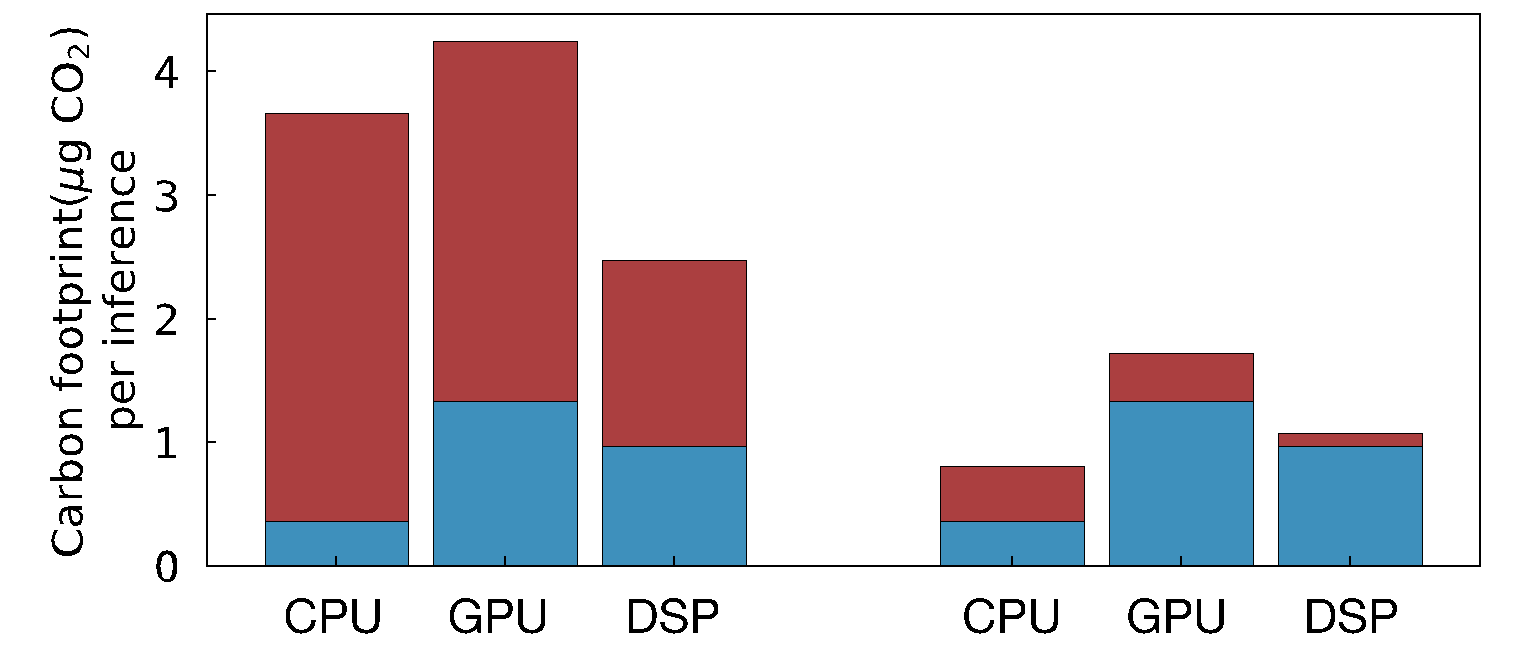 Carbon footprint(μg CO₂)
per inference
4
3
2
1
0
CPU GPU DSP CPU GPU DSP